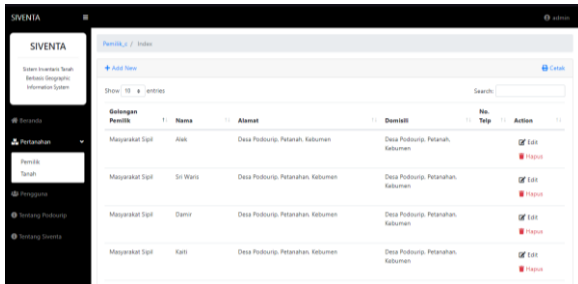 SIVENTA
admin
SIVENTA
Sistem Inventaris Tanah
Berbasis Geographic
Information System
Beranda
Pertanahan
Pemilik
Tanah
Pengguna
Tentang Podourip
Tentang Siventa
Pemilik_c / Index
+ Add New
Cetak
Show 10 entries
Search:
Golongan Pemilik Nama Alamat Domisili No. Telp Action
Masyarakat Sipil Alek Desa Podourip, Petanah, Kebumen Desa Podourip, Petanah, Kebumen Edit
Hapus
Masyarakat Sipil Sri Waris Desa Podourip, Petanahan, Kebumen Desa Podourip, Petanahan, Kebumen Edit
Hapus
Masyarakat Sipil Damir Desa Podourip, Petanahan, Kebumen Desa Podourip, Petanahan, Kebumen Edit
Hapus
Masyarakat Sipil Kaiti Desa Podourip, Petanahan, Kebumen Desa Podourip, Petanahan, Kebumen Edit
Hapus